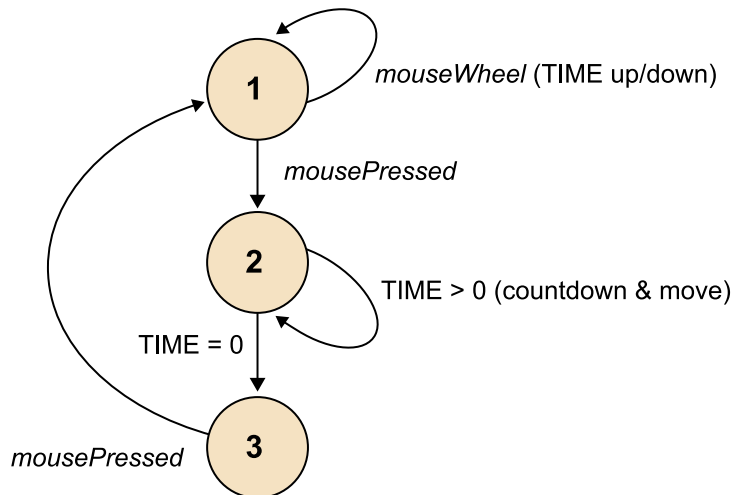 1
mouseWheel (TIME up/down)
mousePressed
2
TIME > 0 (countdown & move)
TIME = 0
3
mousePressed